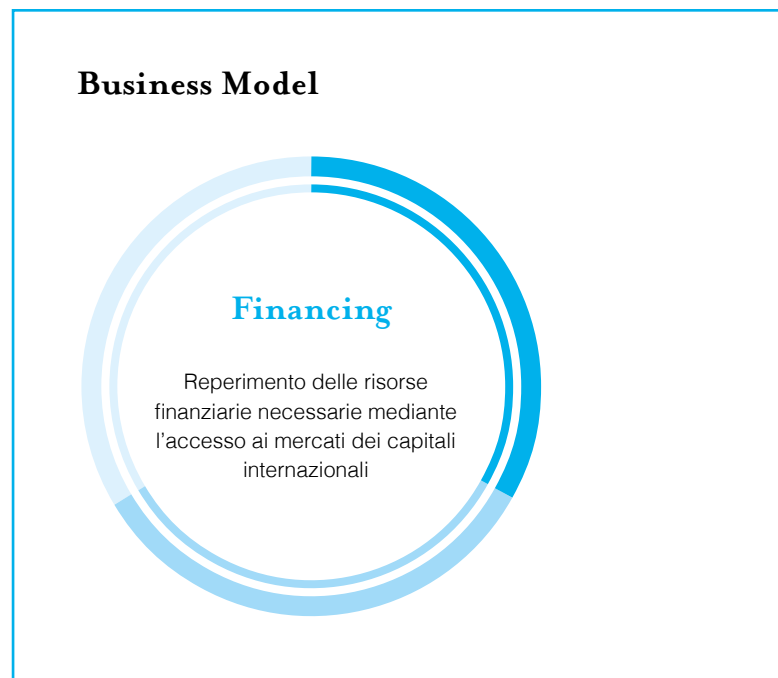 Business Model
Financing
Reperimento delle risorse
finanziarie necessarie mediante
l’accesso ai mercati dei capitali
internazionali